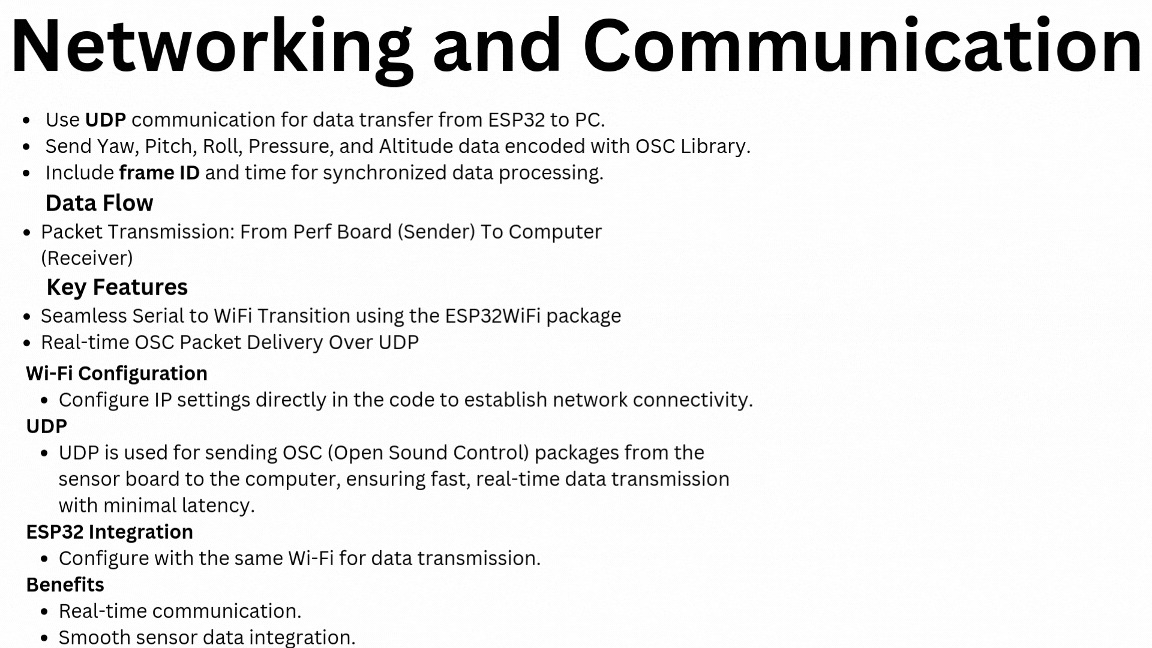 Networking and Communication
• Use UDP communication for data transfer from ESP32 to PC.
• Send Yaw, Pitch, Roll, Pressure, and Altitude data encoded with OSC Library.
• Include frame ID and time for synchronized data processing.
Data Flow
• Packet Transmission: From Perf Board (Sender) To Computer
(Receiver)
Key Features
• Seamless Serial to WiFi Transition using the ESP32WiFi package
• Real-time OSC Packet Delivery Over UDP
Wi-Fi Configuration
• Configure IP settings directly in the code to establish network connectivity.
UDP
• UDP is used for sending OSC (Open Sound Control) packages from the
sensor board to the computer, ensuring fast, real-time data transmission
with minimal latency.
ESP32 Integration
• Configure with the same Wi-Fi for data transmission.
Benefits
• Real-time communication.
• Smooth sensor data integration.